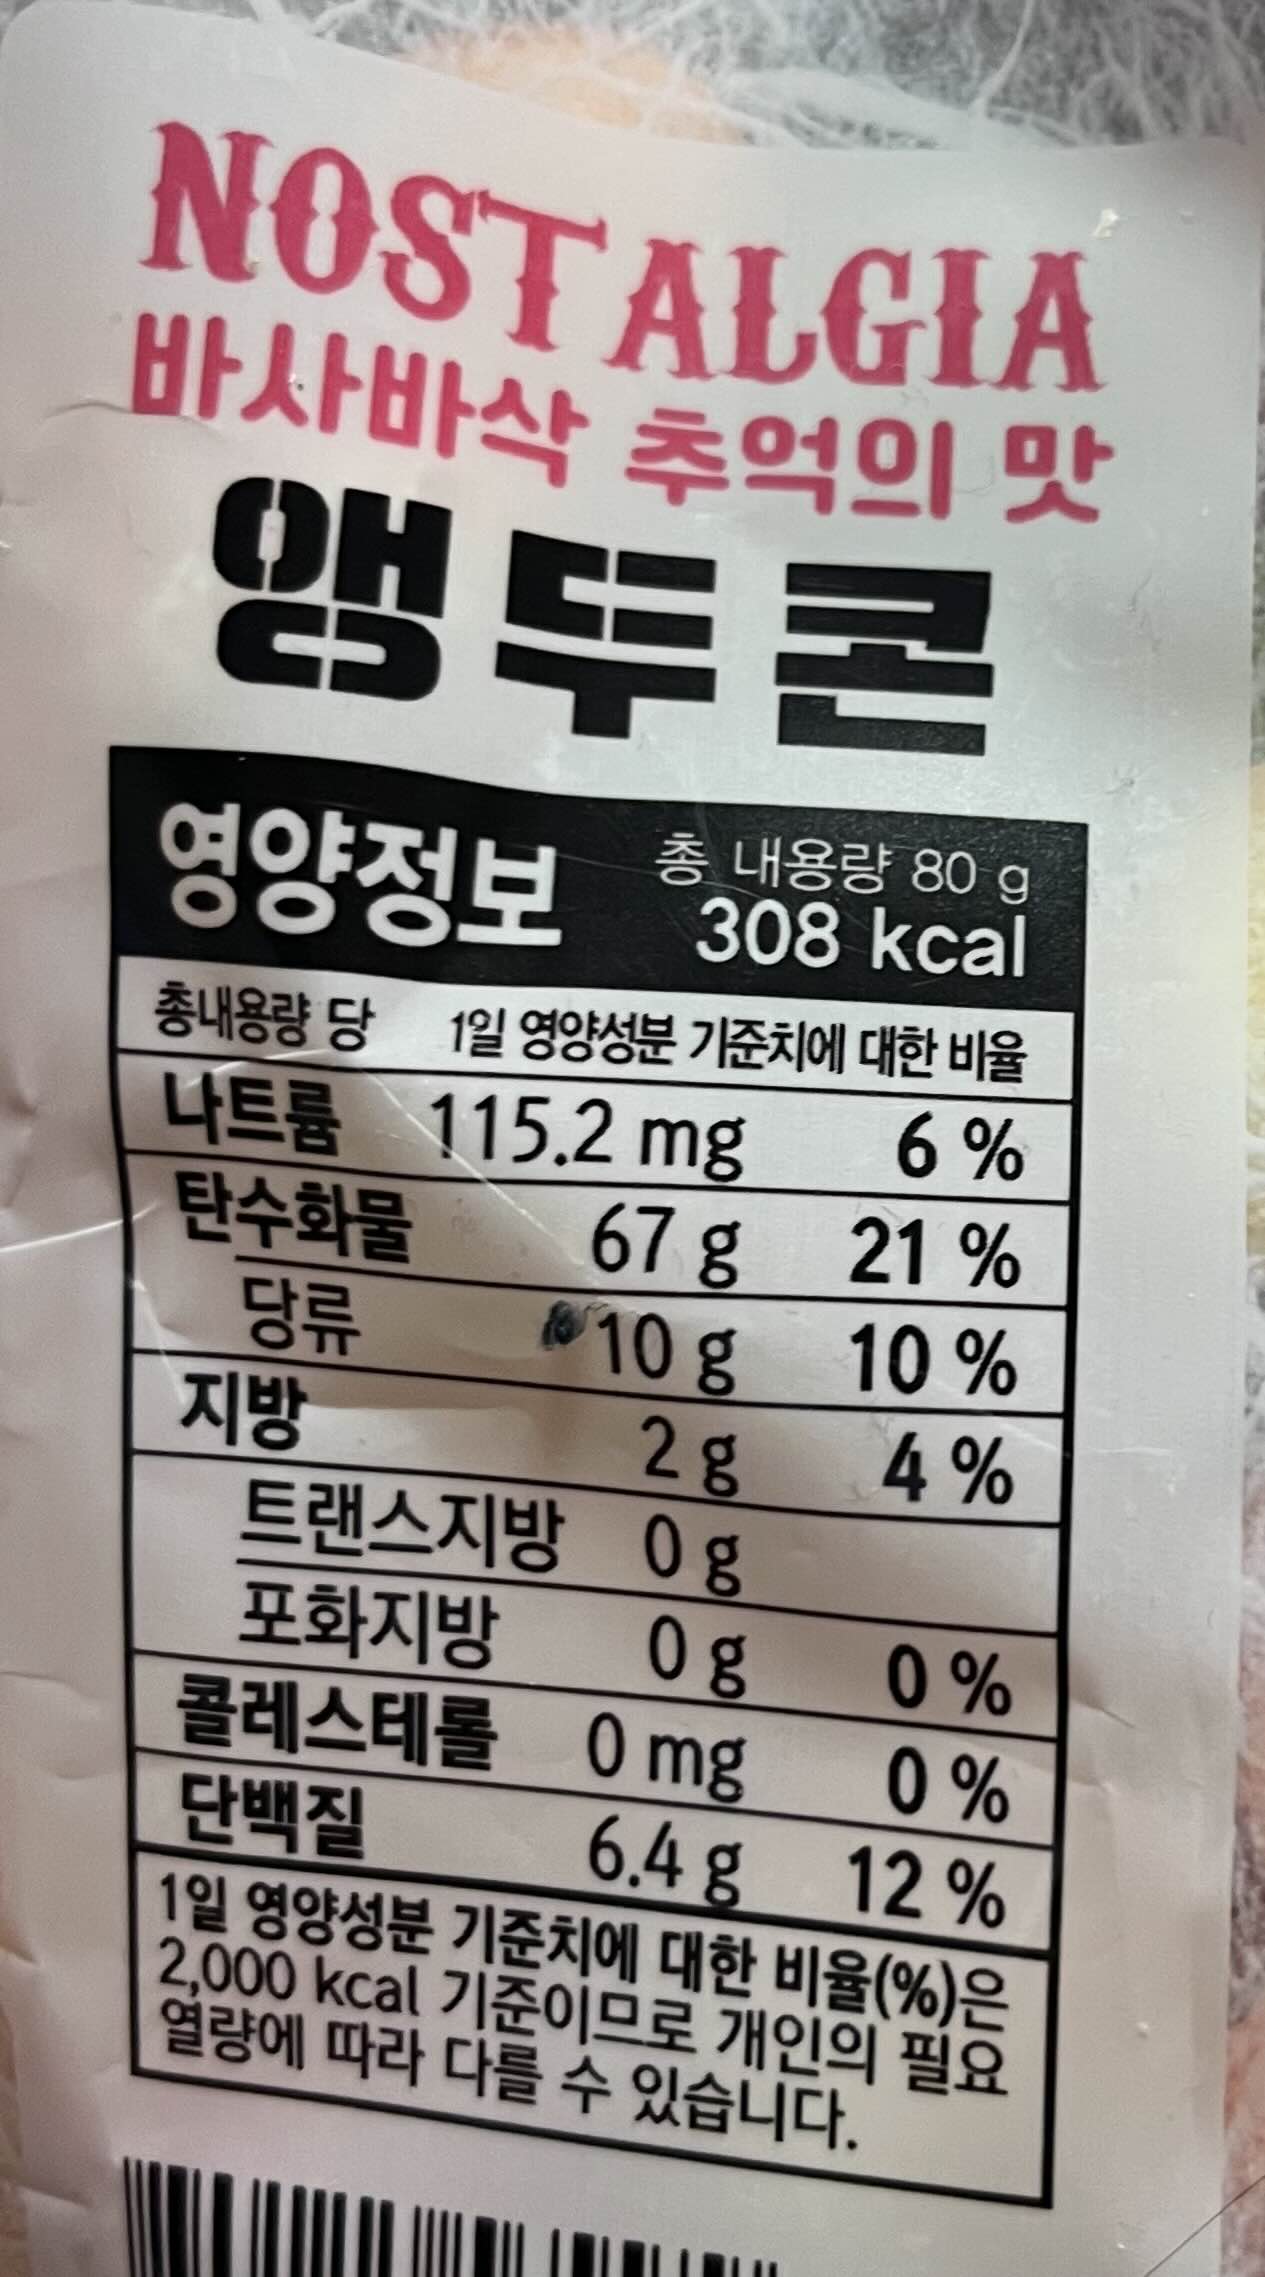 NOSTALGIA
바사바삭 추억의 맛
앵두콘
영양정보 총 내용량 80 g
308 kcal
총내용량 당 1일 영양성분 기준치에 대한 비율
나트륨 115.2 mg 6 %
탄수화물 67 g 21 %
당류 10 g 10 %
지방 2 g 4 %
트랜스지방 0 g
포화지방 0 g 0 %
콜레스테롤 0 mg 0 %
단백질 6.4 g 12 %
1일 영양성분 기준치에 대한 비율(%)은
2,000 kcal 기준이므로 개인의 필요
열량에 따라 다를 수 있습니다.